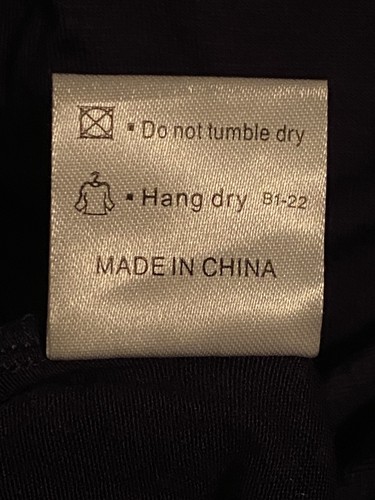 ▪ Do not tumble dry
▪ Hang dry B1-22
MADE IN CHINA